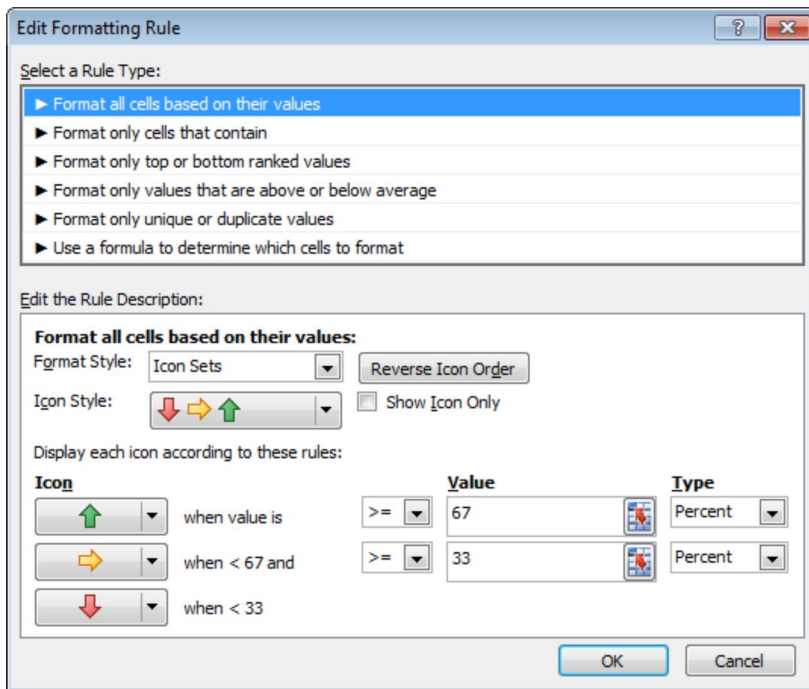 Edit Formatting Rule
?
Select a Rule Type:
► Format all cells based on their values
► Format only cells that contain
► Format only top or bottom ranked values
► Format only values that are above or below average
► Format only unique or duplicate values
► Use a formula to determine which cells to format
Edit the Rule Description:
Format all cells based on their values:
Format Style: Icon Sets Reverse Icon Order
Icon Style: Show Icon Only
Display each icon according to these rules:
Icon Value Type
when value is >= 67 Percent
when < 67 and >= 33 Percent
when < 33
OK Cancel